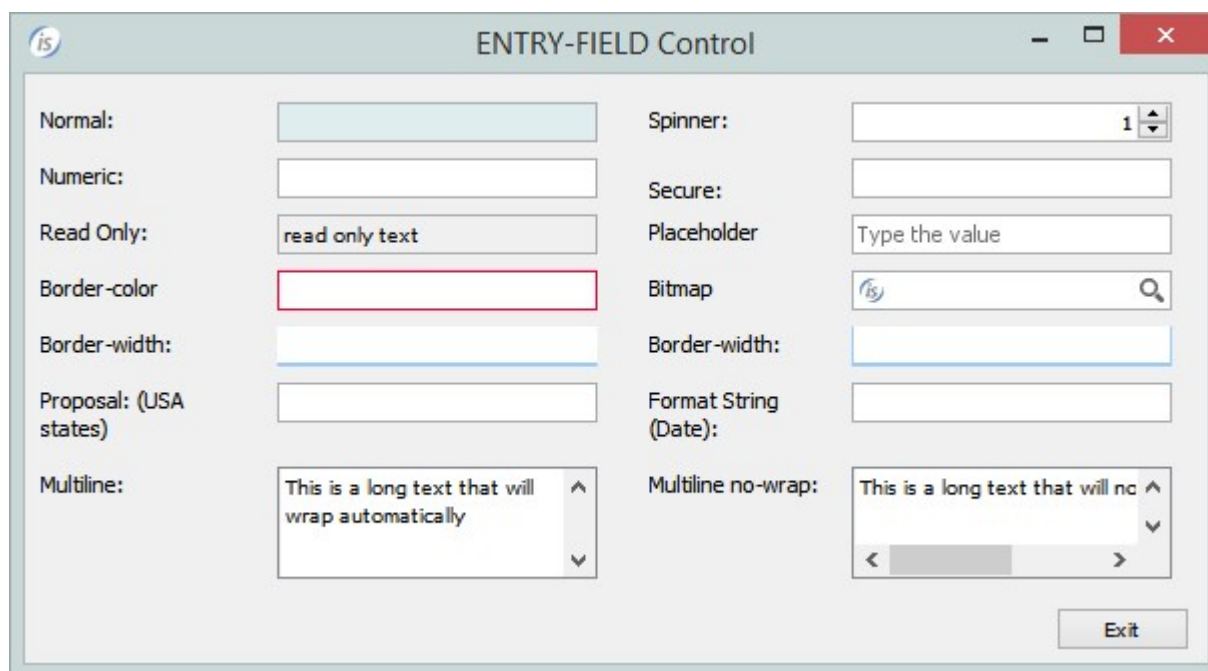 is
ENTRY-FIELD Control
Normal:
Spinner:
1
Numeric:
Secure:
Read Only:
read only text
Placeholder
Type the value
Border-color
Bitmap
is
Border-width:
Border-width:
Proposal: (USA
states)
Format String
(Date):
Multiline:
This is a long text that will
wrap automatically
Multiline no-wrap:
This is a long text that will
Exit